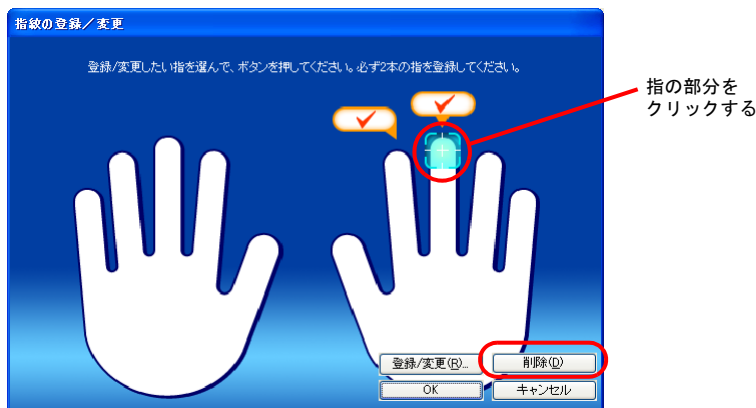 指紋の登録／変更
登録/変更したい指を選んで、ボタンを押してください。必ず2本の指を登録してください。
指の部分を
クリックする
登録/変更(R)...
削除(D)
OK
キャンセル